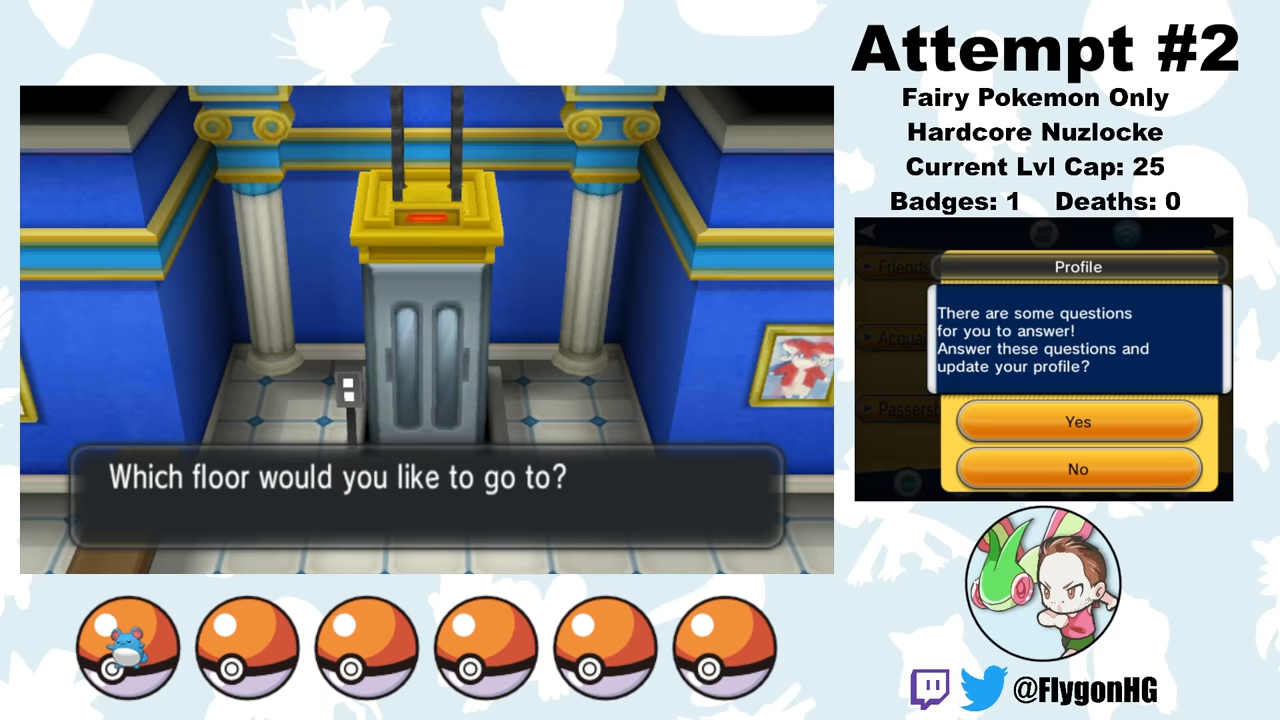 Attempt #2
Fairy Pokemon Only
Hardcore Nuzlocke
Current Lvl Cap: 25
Badges: 1 Deaths: 0
Friends
Profile
There are some questions
for you to answer!
Answer these questions and
update your profile?
Yes
No
Which floor would you like to go to?
@FlygonHG